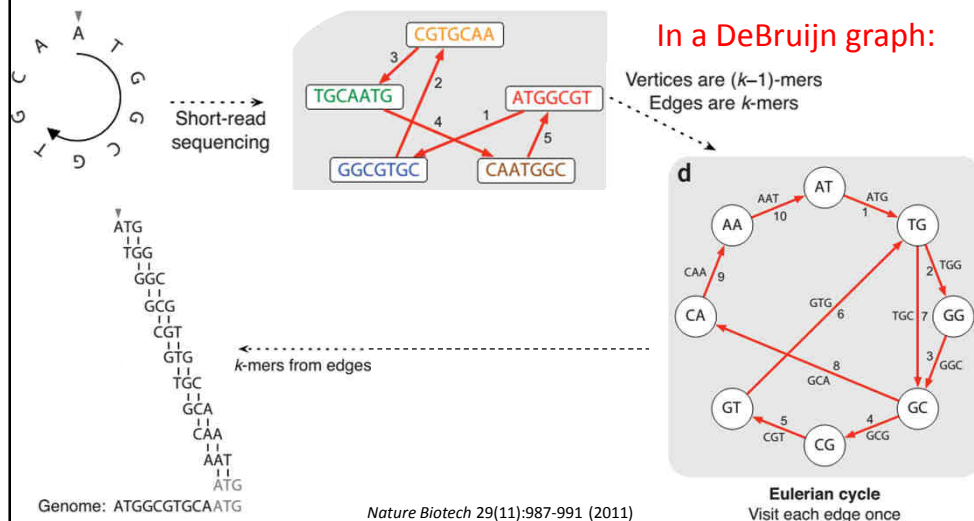 In a DeBruijn graph:
Vertices are (k–1)-mers
Edges are k-mers
A
T
G
G
C
G
T
G
C
A
Short-read
sequencing
CGTGCAA
3
2
TGCAATG
ATGGCGT
4
1
5
GGCGTGC
CAATGGC
d
AT
AAT
10
ATG
1
AA
TG
CAA
9
2
TGG
GTG
6
TGC
7
CA
GG
3
GGC
8
GCA
GT
GC
5
CGT
4
GCG
CG
Eulerian cycle
Visit each edge once
ATG
TGG
GGC
GCG
CGT
GTG
TGC
GCA
CAA
AAT
ATG
k-mers from edges
Genome: ATGGCGTGCAATG
Nature Biotech 29(11):987-991 (2011)